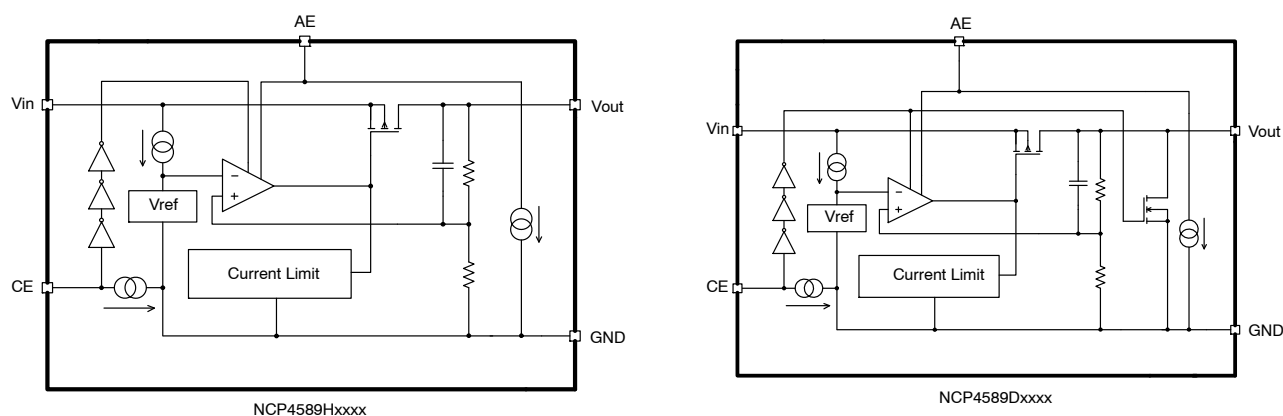 AE
Vin
Vout
−
+
Vref
Current Limit
CE
GND
NCP4589Hxxxx
AE
Vin
Vout
−
+
Vref
Current Limit
CE
GND
NCP4589Dxxxx